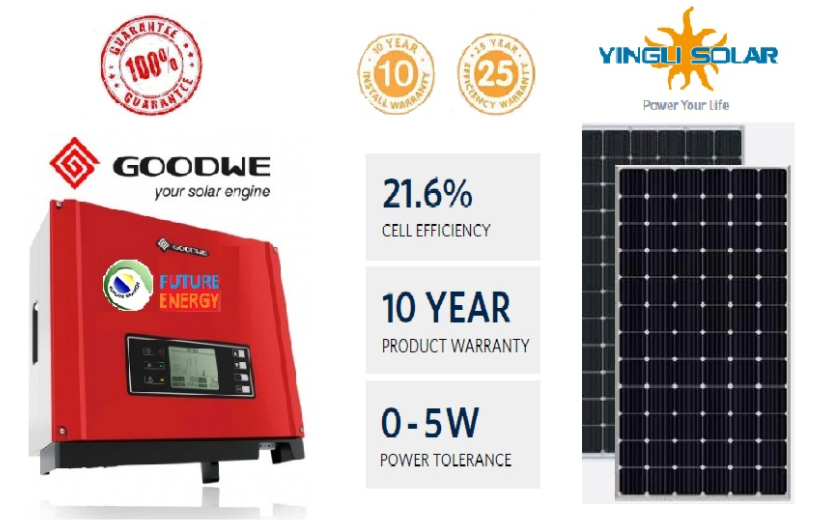 GUARANTEE
100%
GUARANTEE
10 YEAR
10
INSTALL WARRANTY
25 YEAR
25
EFFICIENCY WARRANTY
YINGLI SOLAR
Power Your Life
GOODWE
your solar engine
GOODWE
FUTURE
ENERGY
21.6%
CELL EFFICIENCY
10 YEAR
PRODUCT WARRANTY
0-5W
POWER TOLERANCE